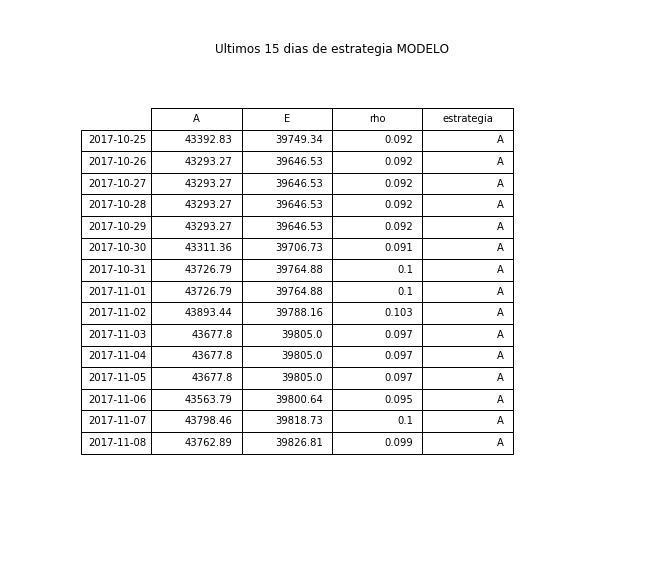 Ultimos 15 dias de estrategia MODELO
A E rho estrategia
2017-10-25 43392.83 39749.34 0.092 A
2017-10-26 43293.27 39646.53 0.092 A
2017-10-27 43293.27 39646.53 0.092 A
2017-10-28 43293.27 39646.53 0.092 A
2017-10-29 43293.27 39646.53 0.092 A
2017-10-30 43311.36 39706.73 0.091 A
2017-10-31 43726.79 39764.88 0.1 A
2017-11-01 43726.79 39764.88 0.1 A
2017-11-02 43893.44 39788.16 0.103 A
2017-11-03 43677.8 39805.0 0.097 A
2017-11-04 43677.8 39805.0 0.097 A
2017-11-05 43677.8 39805.0 0.097 A
2017-11-06 43563.79 39800.64 0.095 A
2017-11-07 43798.46 39818.73 0.1 A
2017-11-08 43762.89 39826.81 0.099 A